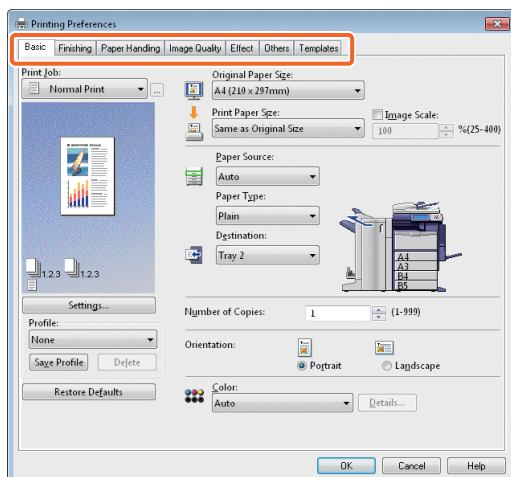 Printing Preferences
Basic Finishing Paper Handling Image Quality Effect Others Templates
Print Job:
Normal Print ...
1.2.3 1.2.3
Settings...
Profile:
None
Save Profile Delete
Restore Defaults
Original Paper Size:
A4 (210 x 297mm)
Print Paper Size:
Same as Original Size
Image Scale:
100 %(25-400)
Paper Source:
Auto
Paper Type:
Plain
Destination:
Tray 2
A4
A3
B4
B5
Number of Copies: 1 (1-999)
Orientation:
Portrait Landscape
Color:
Auto Details...
OK Cancel Help